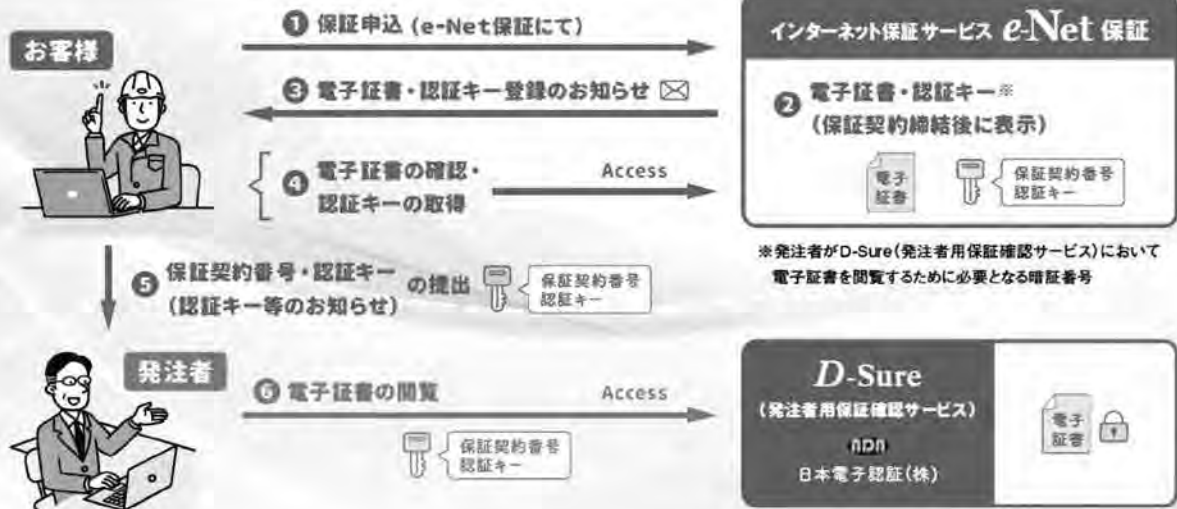 お客様
❶ 保証申込 (e-Net保証にて)
インターネット保証サービス e-Net 保証
❷ 電子証書・認証キー※
(保証契約締結後に表示)
電子
証書
保証契約番号
認証キー
❸ 電子証書・認証キー登録のお知らせ
❹ 電子証書の確認・
認証キーの取得
Access
※発注者がD-Sure(発注者用保証確認サービス)において
電子証書を閲覧するために必要となる暗証番号
❺ 保証契約番号・認証キー の提出
(認証キー等のお知らせ)
保証契約番号
認証キー
発注者
❻ 電子証書の閲覧
Access
保証契約番号
認証キー
D-Sure
(発注者用保証確認サービス)
NDN
日本電子認証(株)
電子
証書